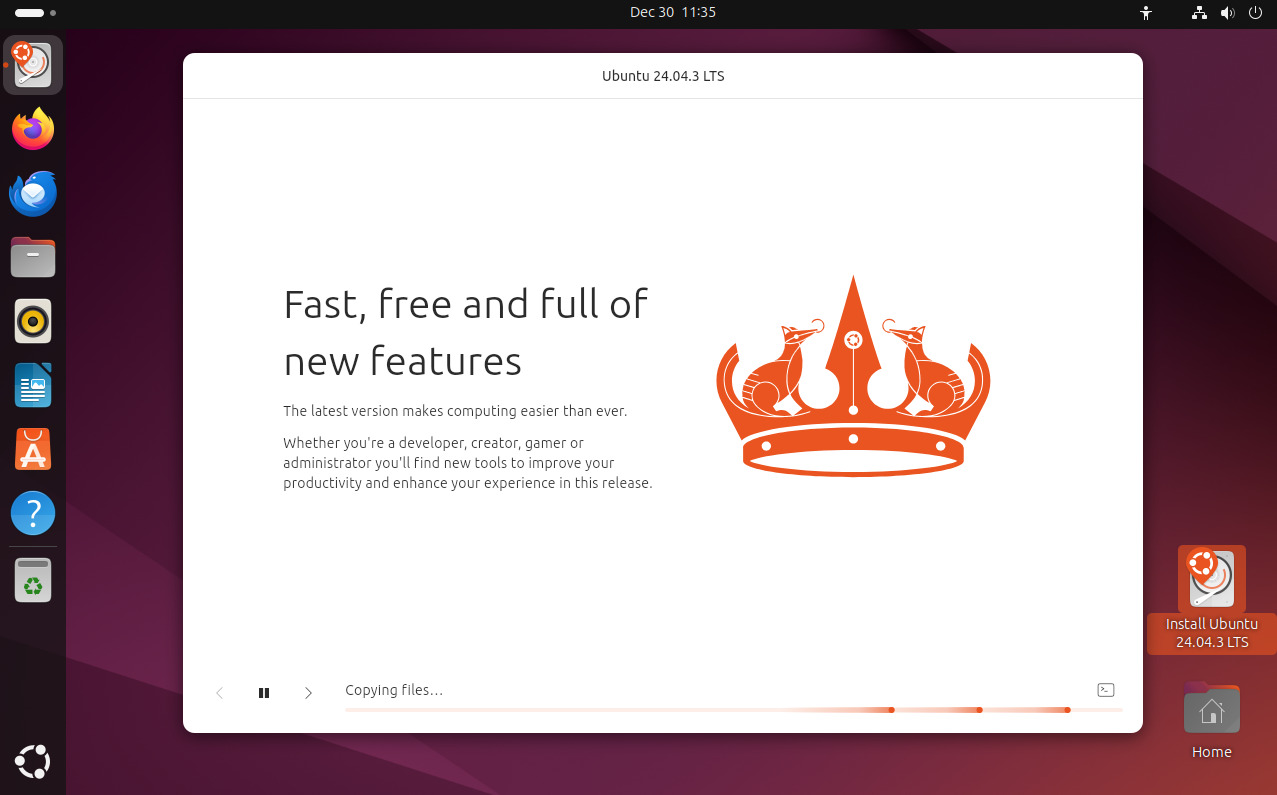 Dec 30 11:35
Ubuntu 24.04.3 LTS
Fast, free and full of
new features
The latest version makes computing easier than ever.
Whether you're a developer, creator, gamer or
administrator you'll find new tools to improve your
productivity and enhance your experience in this release.
Copying files…
Install Ubuntu
24.04.3 LTS
Home